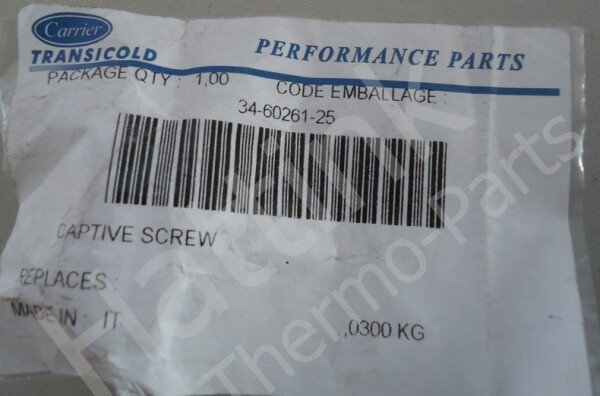 Carrier
TRANSICOLD
PERFORMANCE PARTS
PACKAGE QTY : 1,00 CODE EMBALLAGE :
34-60261-25
CAPTIVE SCREW
REPLACES :
MADE IN : IT ,0300 KG
Hattink
Thermo-Parts